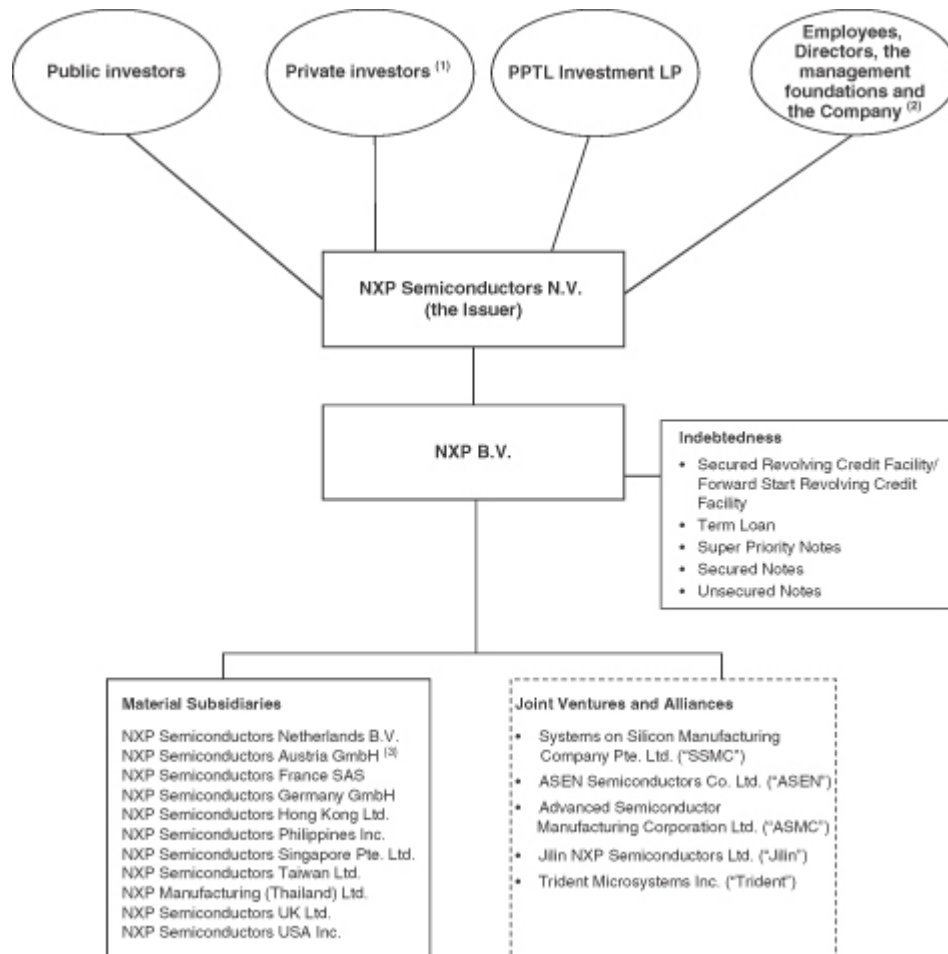 Public investors
Private investors (1)
PPTL Investment LP
Employees,
Directors, the
management
foundations and
the Company (2)
NXP Semiconductors N.V.
(the Issuer)
NXP B.V.
Indebtedness
• Secured Revolving Credit Facility/
Forward Start Revolving Credit
Facility
• Term Loan
• Super Priority Notes
• Secured Notes
• Unsecured Notes
Material Subsidiaries
NXP Semiconductors Netherlands B.V.
NXP Semiconductors Austria GmbH (3)
NXP Semiconductors France SAS
NXP Semiconductors Germany GmbH
NXP Semiconductors Hong Kong Ltd.
NXP Semiconductors Philippines Inc.
NXP Semiconductors Singapore Pte. Ltd.
NXP Semiconductors Taiwan Ltd.
NXP Manufacturing (Thailand) Ltd.
NXP Semiconductors UK Ltd.
NXP Semiconductors USA Inc.
Joint Ventures and Alliances
• Systems on Silicon Manufacturing
Company Pte. Ltd. (“SSMC”)
• ASEN Semiconductors Co. Ltd. (“ASEN”)
• Advanced Semiconductor
Manufacturing Corporation Ltd. (“ASMC”)
• Jilin NXP Semiconductors Ltd. (“Jilin”)
• Trident Microsystems Inc. (“Trident”)